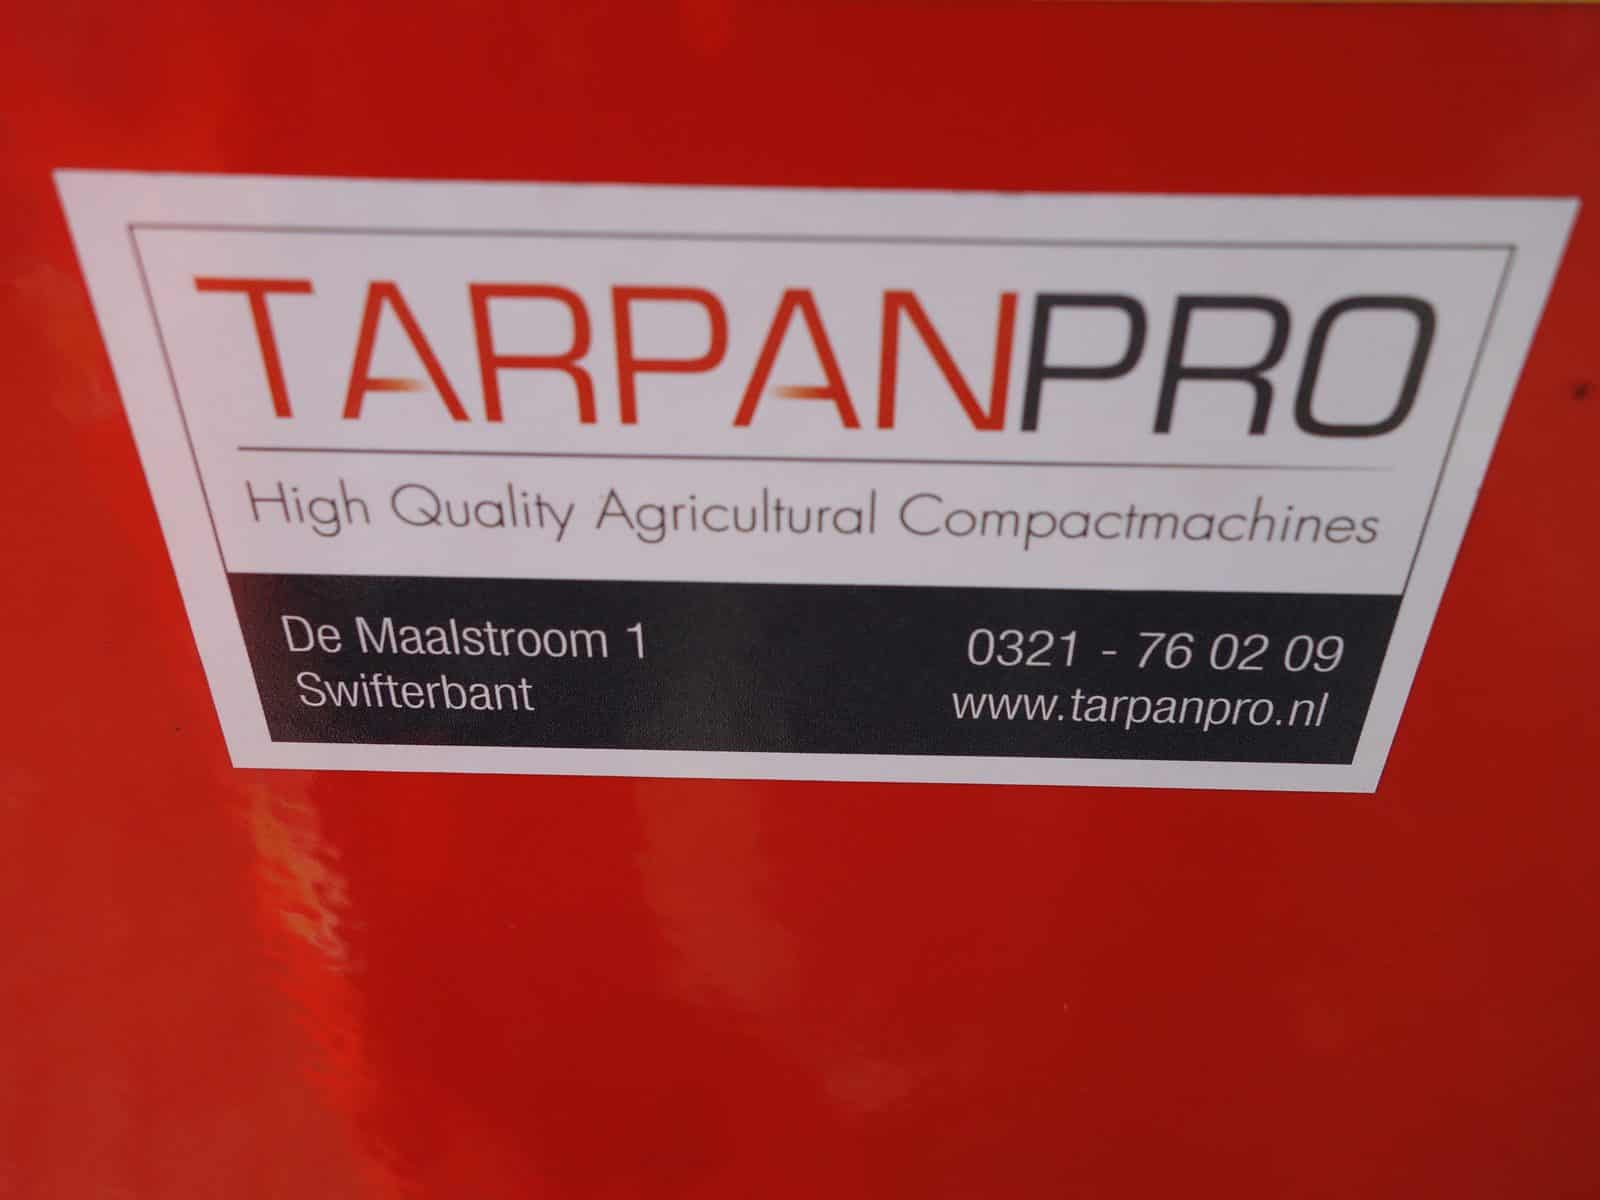 TARPANPRO
High Quality Agricultural Compactmachines
De Maalstroom 1
Swifterbant
0321 - 76 02 09
www.tarpanpro.nl